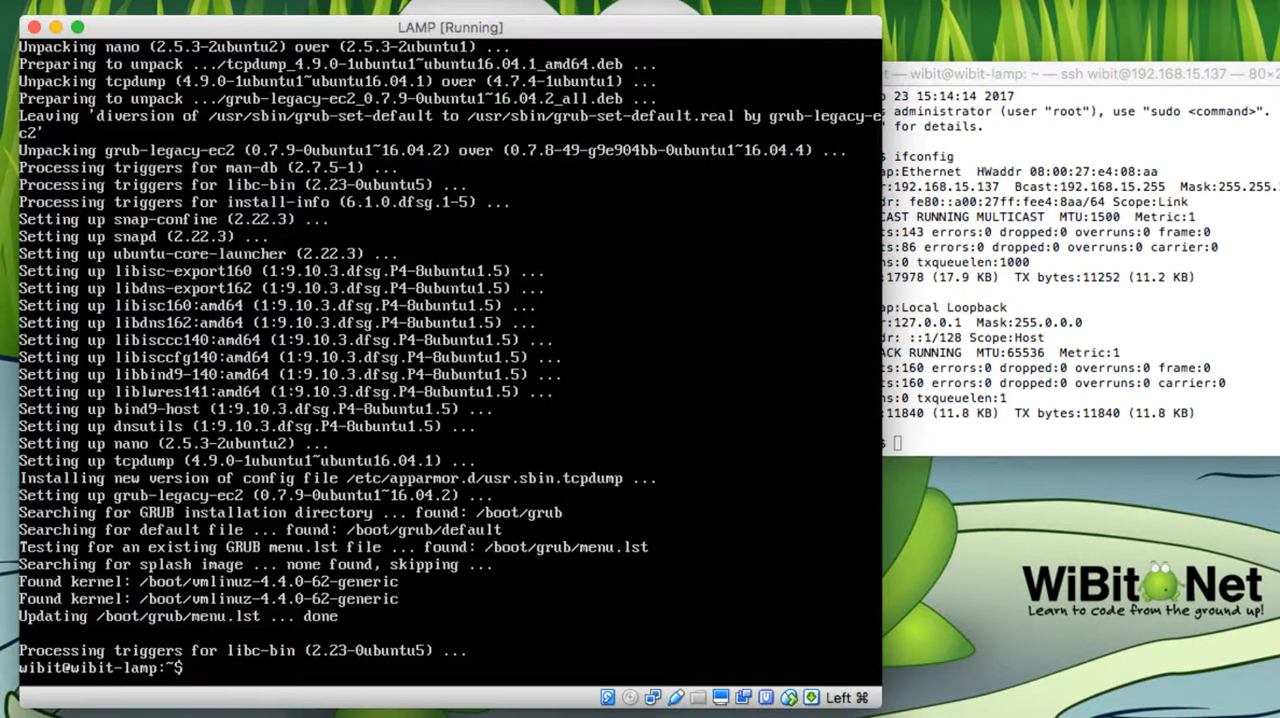 LAMP [Running]
Unpacking nano (2.5.3-2ubuntu2) over (2.5.3-2ubuntu1) ...
Preparing to unpack .../tcpdump_4.9.0-1ubuntu1~ubuntu16.04.1_amd64.deb ...
Unpacking tcpdump (4.9.0-1ubuntu1~ubuntu16.04.1) over (4.7.4-1ubuntu1) ...
Preparing to unpack .../grub-legacy-ec2_0.7.9-0ubuntu1~16.04.2_all.deb ...
Leaving 'diversion of /usr/sbin/grub-set-default to /usr/sbin/grub-set-default.real by grub-legacy-e
c2'
Unpacking grub-legacy-ec2 (0.7.9-0ubuntu1~16.04.2) over (0.7.8-49-g9e904bb-0ubuntu1~16.04.4) ...
Processing triggers for man-db (2.7.5-1) ...
Processing triggers for libc-bin (2.23-0ubuntu5) ...
Processing triggers for install-info (6.1.0.dfsg.1-5) ...
Setting up snap-confine (2.22.3) ...
Setting up snapd (2.22.3) ...
Setting up ubuntu-core-launcher (2.22.3) ...
Setting up libisc-export160 (1:9.10.3.dfsg.P4-8ubuntu1.5) ...
Setting up libdns-export162 (1:9.10.3.dfsg.P4-8ubuntu1.5) ...
Setting up libisc160:amd64 (1:9.10.3.dfsg.P4-8ubuntu1.5) ...
Setting up libdns162:amd64 (1:9.10.3.dfsg.P4-8ubuntu1.5) ...
Setting up libisccc140:amd64 (1:9.10.3.dfsg.P4-8ubuntu1.5) ...
Setting up libisccfg140:amd64 (1:9.10.3.dfsg.P4-8ubuntu1.5) ...
Setting up libbind9-140:amd64 (1:9.10.3.dfsg.P4-8ubuntu1.5) ...
Setting up liblwres141:amd64 (1:9.10.3.dfsg.P4-8ubuntu1.5) ...
Setting up bind9-host (1:9.10.3.dfsg.P4-8ubuntu1.5) ...
Setting up dnsutils (1:9.10.3.dfsg.P4-8ubuntu1.5) ...
Setting up nano (2.5.3-2ubuntu2) ...
Setting up tcpdump (4.9.0-1ubuntu1~ubuntu16.04.1) ...
Installing new version of config file /etc/apparmor.d/usr.sbin.tcpdump ...
Setting up grub-legacy-ec2 (0.7.9-0ubuntu1~16.04.2) ...
Searching for GRUB installation directory ... found: /boot/grub
Searching for default file ... found: /boot/grub/default
Testing for an existing GRUB menu.lst file ... found: /boot/grub/menu.lst
Searching for splash image ... none found, skipping ...
Found kernel: /boot/vmlinuz-4.4.0-62-generic
Found kernel: /boot/vmlinuz-4.4.0-62-generic
Updating /boot/grub/menu.lst ... done
Processing triggers for libc-bin (2.23-0ubuntu5) ...
wibit@wibit-lamp:~$
Left ⌘
t — wibit@wibit-lamp: ~ — ssh wibit@192.168.15.137 — 80×2
p 23 15:14:14 2017
s administrator (user "root"), use "sudo <command>".
" for details.
$ ifconfig
ap:Ethernet  HWaddr 08:00:27:e4:08:aa
r:192.168.15.137  Bcast:192.168.15.255  Mask:255.255.
dr: fe80::a00:27ff:fee4:8aa/64 Scope:Link
CAST RUNNING MULTICAST  MTU:1500  Metric:1
ts:143 errors:0 dropped:0 overruns:0 frame:0
ts:86 errors:0 dropped:0 overruns:0 carrier:0
ns:0 txqueuelen:1000
:17978 (17.9 KB)  TX bytes:11252 (11.2 KB)
ap:Local Loopback
r:127.0.0.1  Mask:255.0.0.0
dr: ::1/128 Scope:Host
ACK RUNNING  MTU:65536  Metric:1
ts:160 errors:0 dropped:0 overruns:0 frame:0
ts:160 errors:0 dropped:0 overruns:0 carrier:0
ns:0 txqueuelen:1
:11840 (11.8 KB)  TX bytes:11840 (11.8 KB)
$
WiBit Net
Learn to code from the ground up!